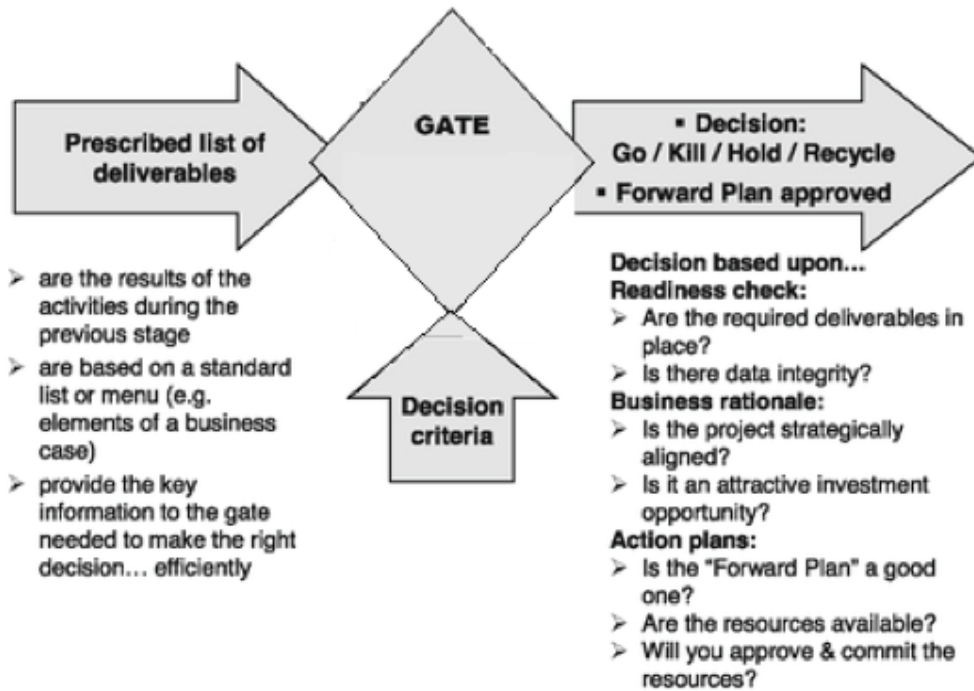 Prescribed list of
deliverables
GATE
▪ Decision:
Go / Kill / Hold / Recycle
▪ Forward Plan approved
➢ are the results of the
activities during the
previous stage
➢ are based on a standard
list or menu (e.g.
elements of a business
case)
➢ provide the key
information to the gate
needed to make the right
decision... efficiently
Decision
criteria
Decision based upon...
Readiness check:
➢ Are the required deliverables in
place?
➢ Is there data integrity?
Business rationale:
➢ Is the project strategically
aligned?
➢ Is it an attractive investment
opportunity?
Action plans:
➢ Is the “Forward Plan” a good
one?
➢ Are the resources available?
➢ Will you approve & commit the
resources?